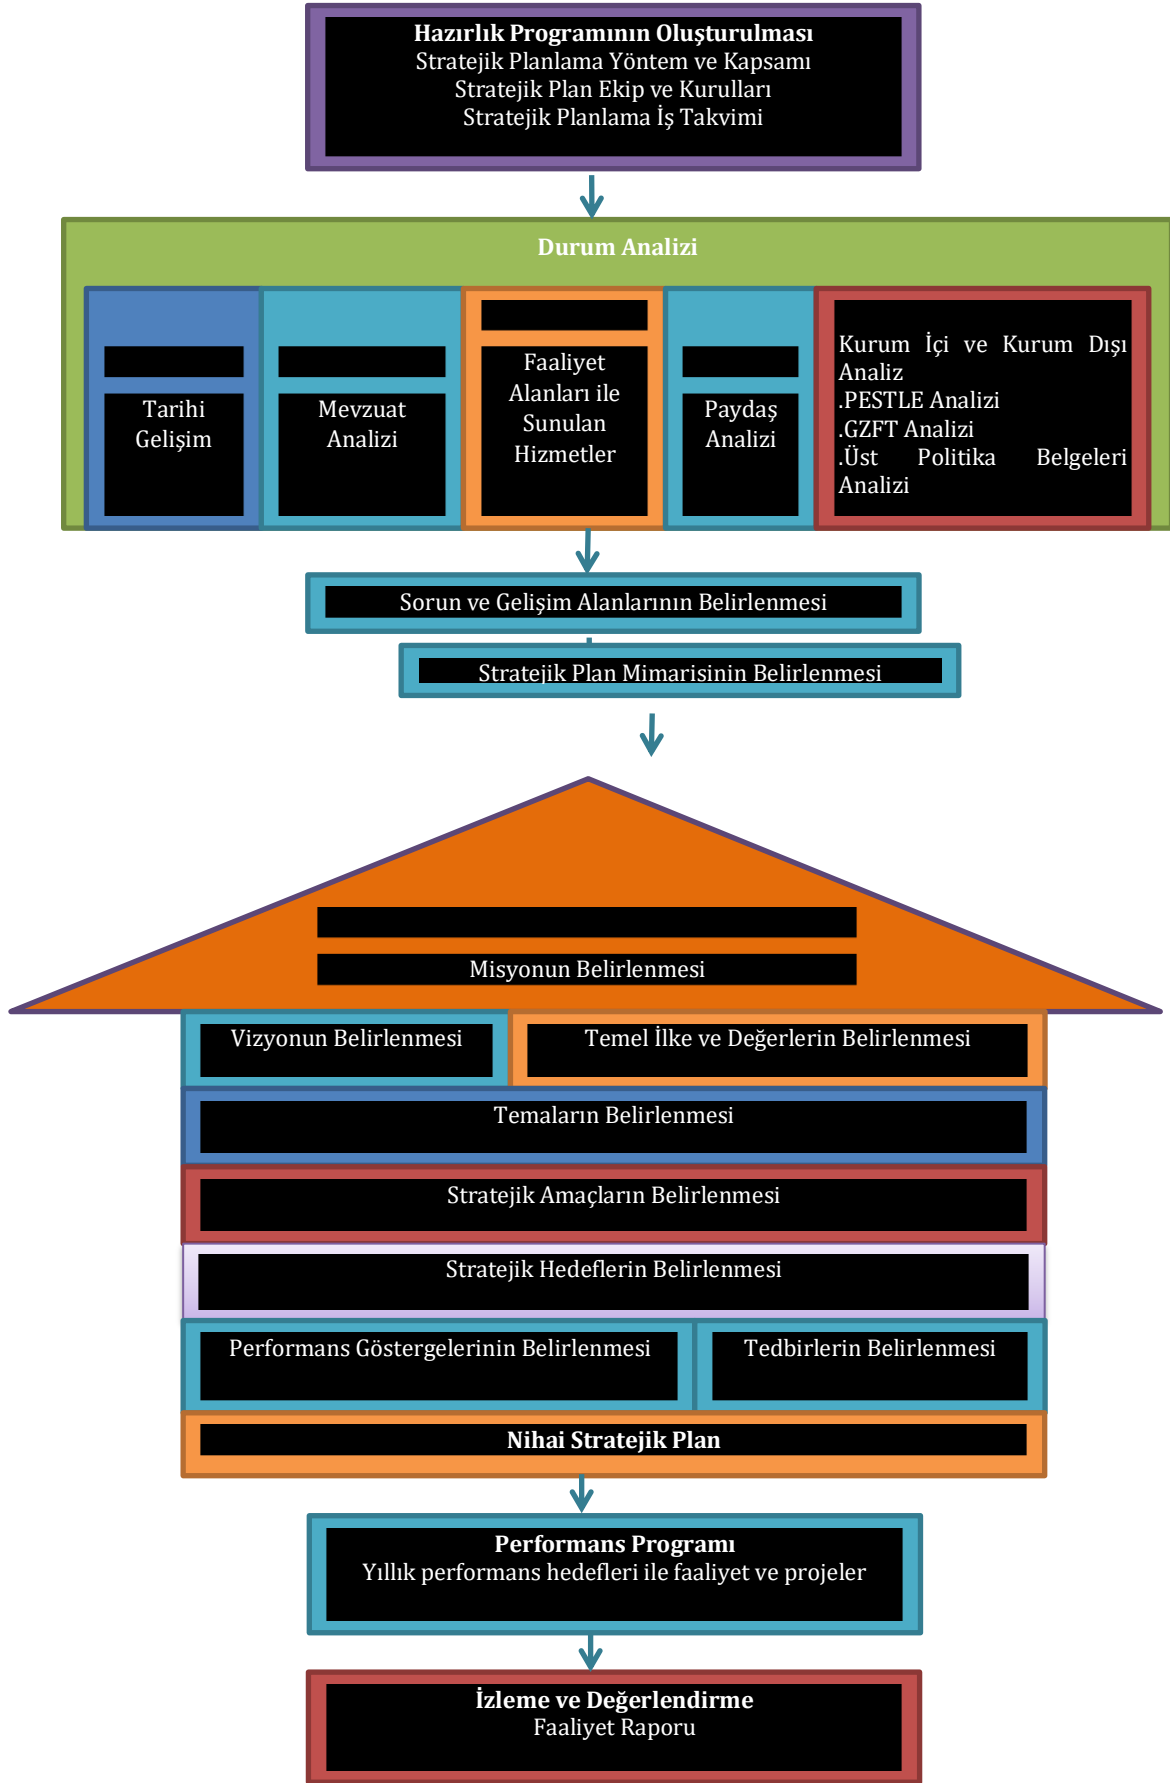 Hazırlık Programının Oluşturulması
Stratejik Planlama Yöntem ve Kapsamı
Stratejik Plan Ekip ve Kurulları
Stratejik Planlama İş Takvimi
Durum Analizi
Tarihi
Gelişim
Mevzuat
Analizi
Faaliyet
Alanları ile
Sunulan
Hizmetler
Paydaş
Analizi
Kurum İçi ve Kurum Dışı
Analiz
.PESTLE Analizi
.GZFT Analizi
.Üst Politika Belgeleri
Analizi
Sorun ve Gelişim Alanlarının Belirlenmesi
Stratejik Plan Mimarisinin Belirlenmesi
Misyonun Belirlenmesi
Vizyonun Belirlenmesi
Temel İlke ve Değerlerin Belirlenmesi
Temaların Belirlenmesi
Stratejik Amaçların Belirlenmesi
Stratejik Hedeflerin Belirlenmesi
Performans Göstergelerinin Belirlenmesi
Tedbirlerin Belirlenmesi
Nihai Stratejik Plan
Performans Programı
Yıllık performans hedefleri ile faaliyet ve projeler
İzleme ve Değerlendirme
Faaliyet Raporu